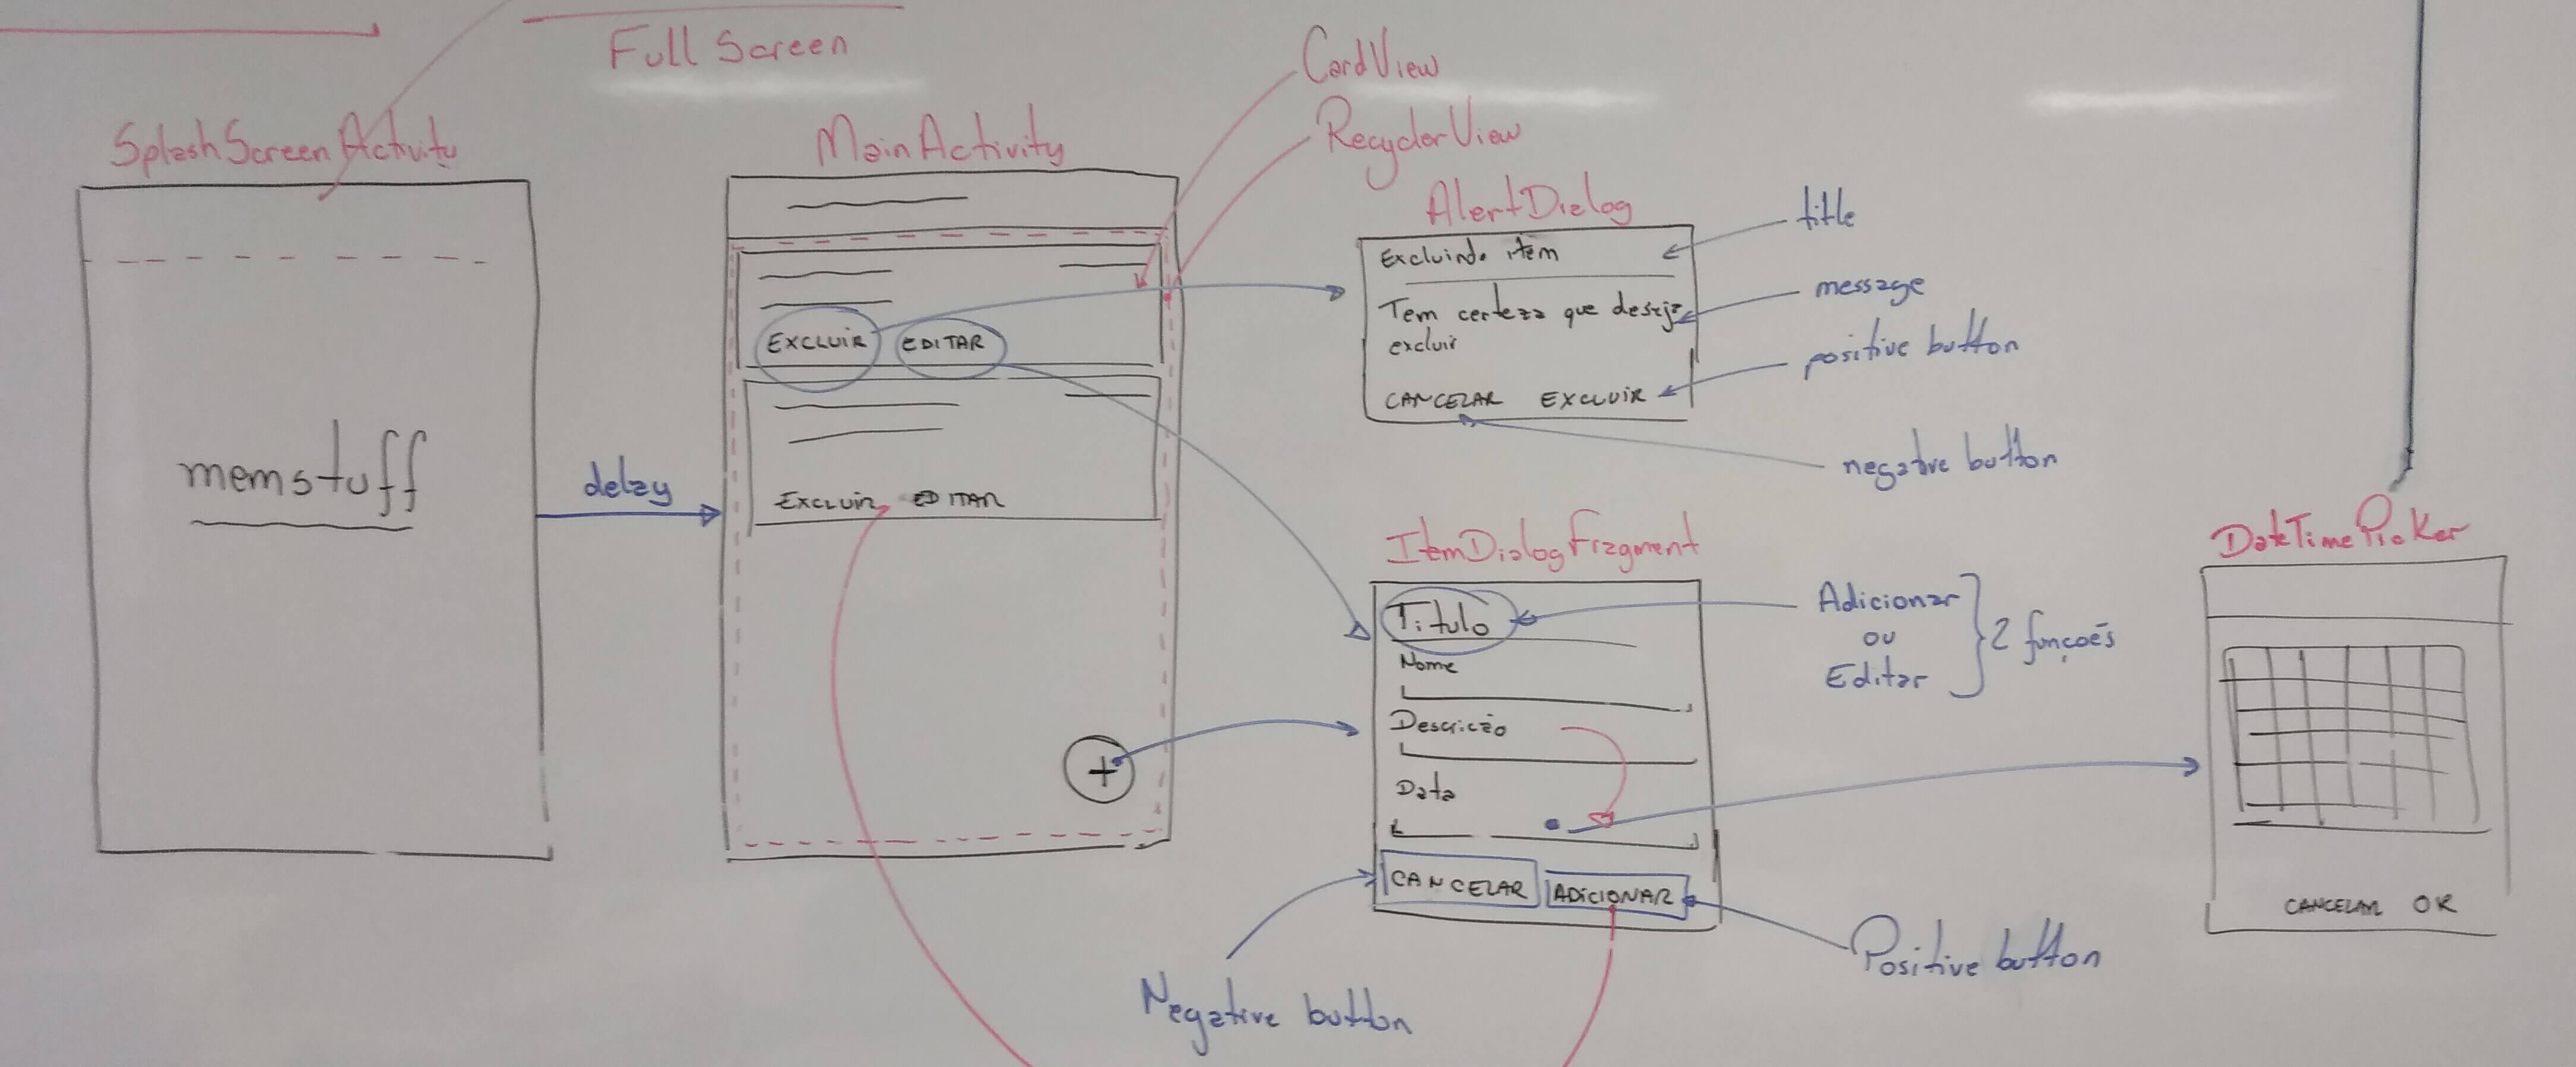 Full Screen
SplashScreenActivity
memstuff
delay
MainActivity
CardView
RecyclerView
EXCLUIR EDITAR
EXCLUIR EDITAR
+
AlertDialog
Excluindo item
Tem certeza que deseja
excluir
CANCELAR EXCLUIR
title
message
positive button
negative button
ItemDialogFragment
Titulo
Nome
Descricão
Data
CANCELAR ADICIONAR
Adicionar
ou
Editar
2 funçoẽs
Negative button
Positive button
DateTimePicker
CANCELAR OK